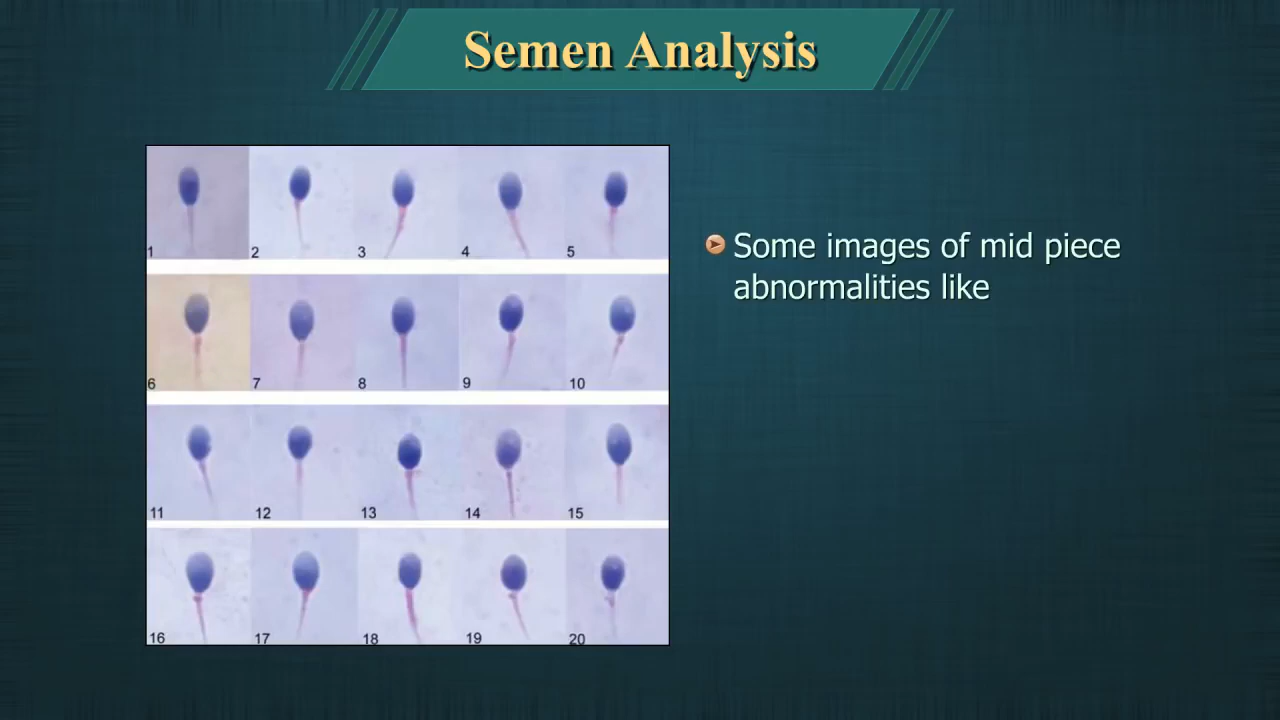 Semen Analysis
1 2 3 4 5
6 7 8 9 10
11 12 13 14 15
16 17 18 19 20
Some images of mid piece
abnormalities like